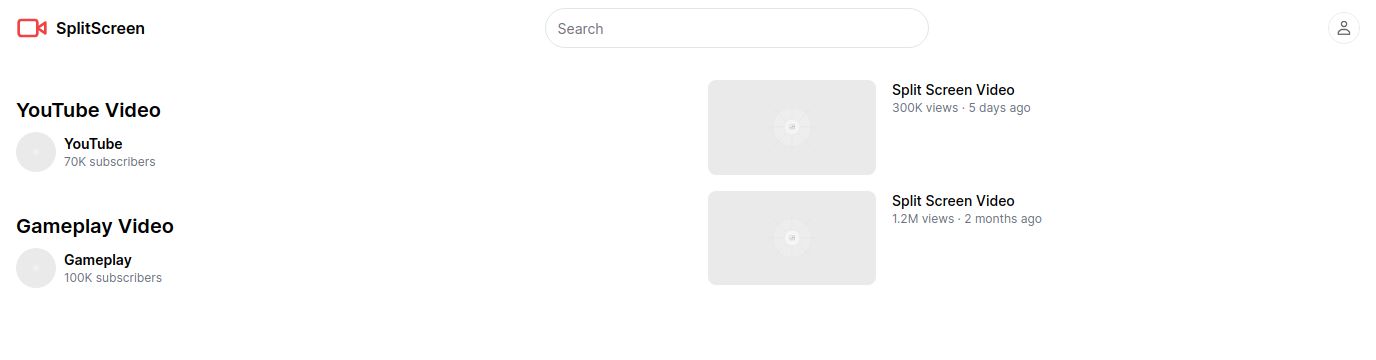 SplitScreen
Search
YouTube Video
YouTube
70K subscribers
Gameplay Video
Gameplay
100K subscribers
Split Screen Video
300K views · 5 days ago
Split Screen Video
1.2M views · 2 months ago